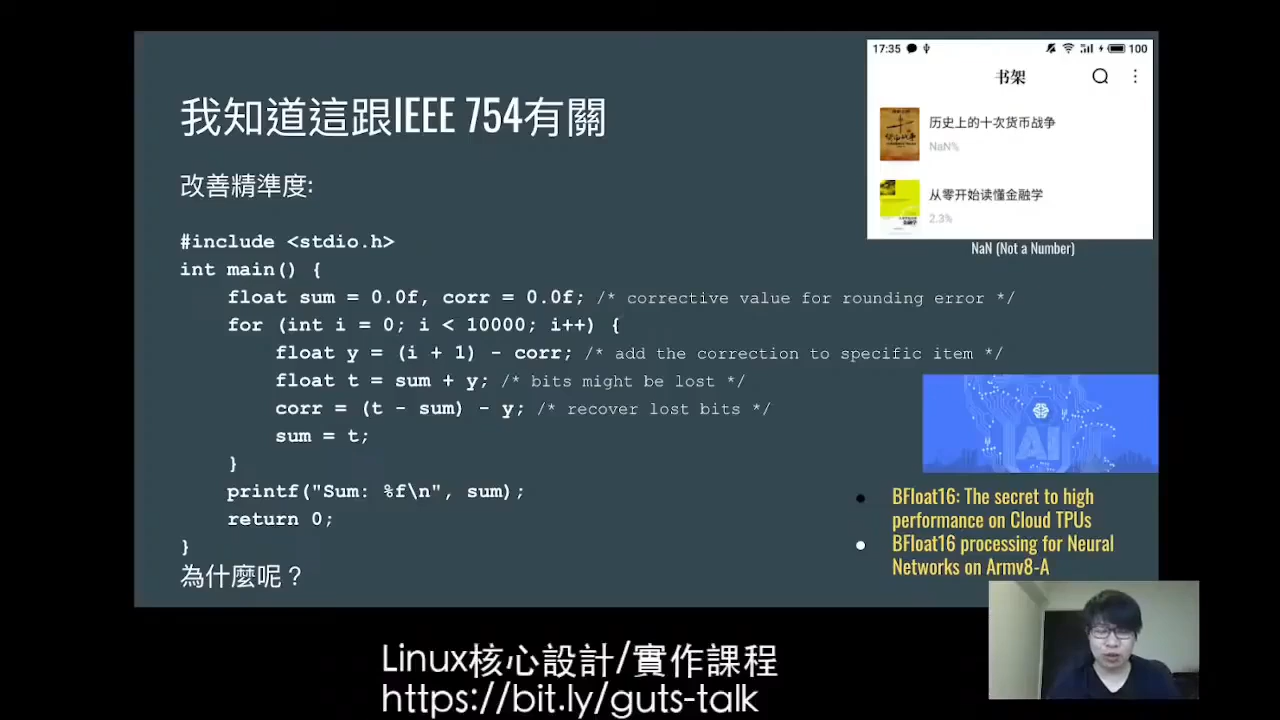 我知道這跟IEEE 754有關
改善精準度:
#include <stdio.h>
int main() {
    float sum = 0.0f, corr = 0.0f; /* corrective value for rounding error */
    for (int i = 0; i < 10000; i++) {
        float y = (i + 1) - corr; /* add the correction to specific item */
        float t = sum + y; /* bits might be lost */
        corr = (t - sum) - y; /* recover lost bits */
        sum = t;
    }
    printf("Sum: %f\n", sum);
    return 0;
}
為什麼呢？
17:35 100
书架
历史上的十次货币战争
NaN%
从零开始读懂金融学
2.3%
NaN (Not a Number)
AI
BFloat16: The secret to high
performance on Cloud TPUs
BFloat16 processing for Neural
Networks on Armv8-A
Linux核心設計/實作課程
https://bit.ly/guts-talk